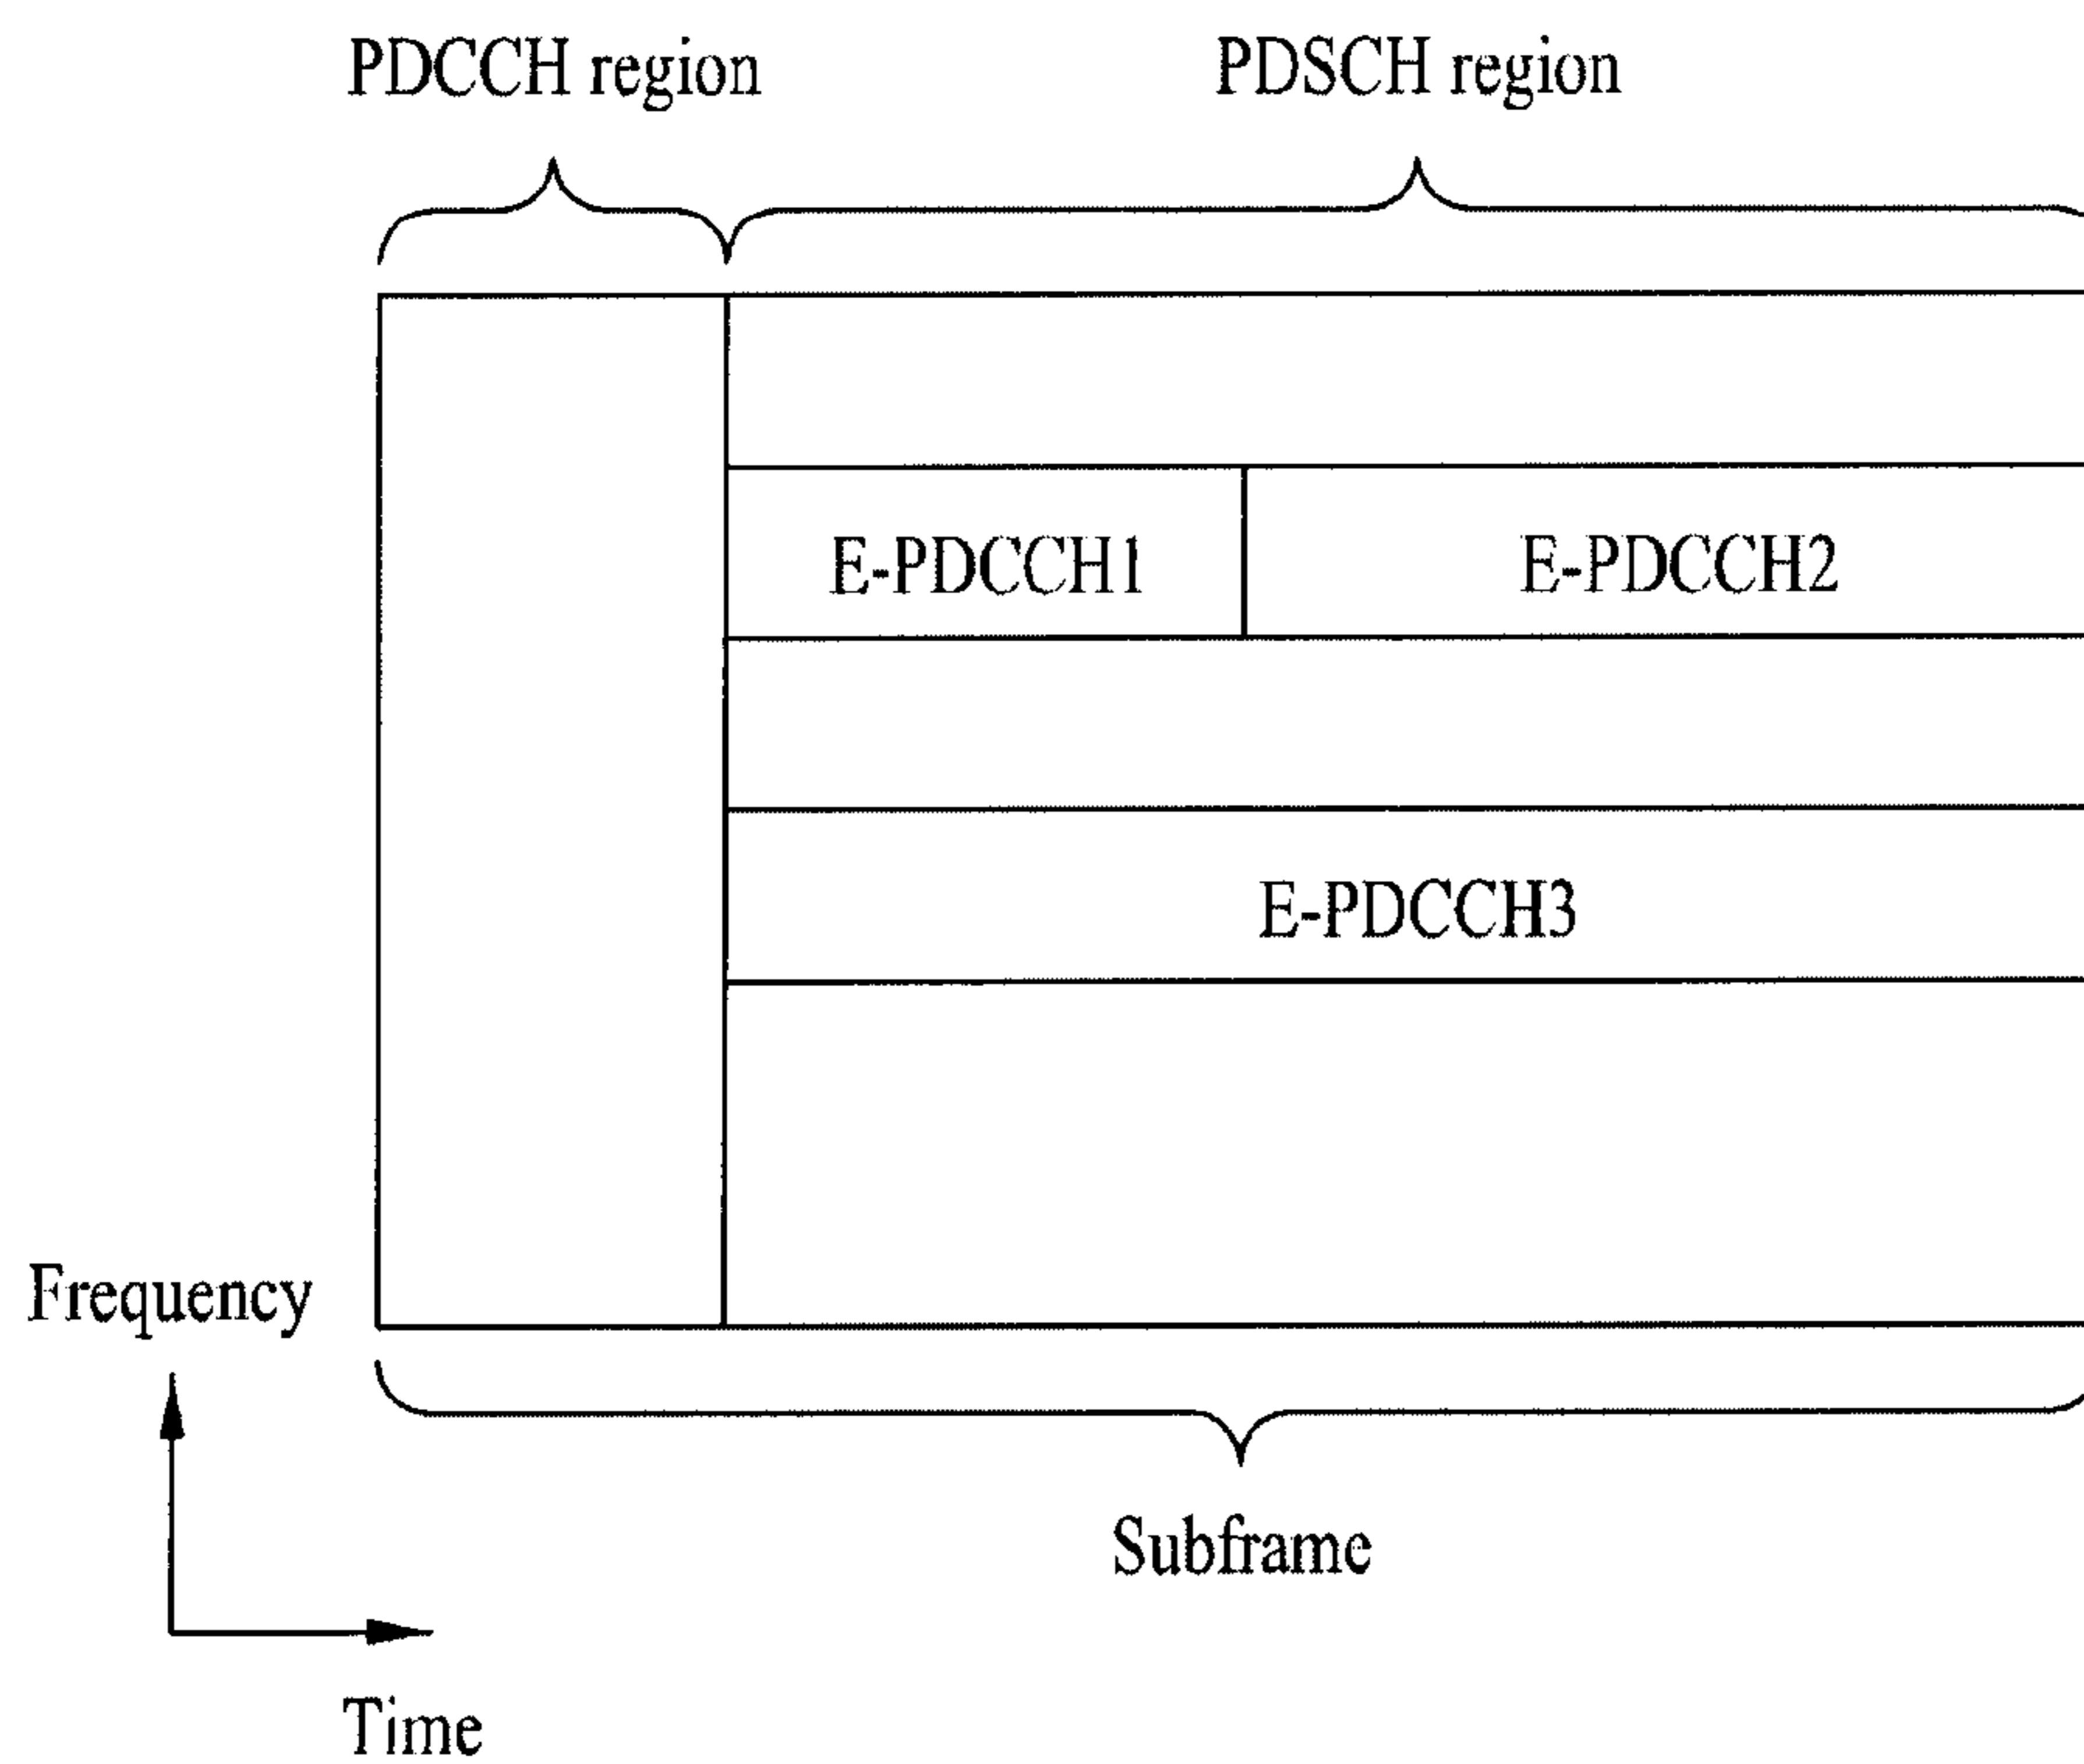 PDCCH region
PDSCH region
E-PDCCH1
E-PDCCH2
E-PDCCH3
Frequency
Subframe
Time